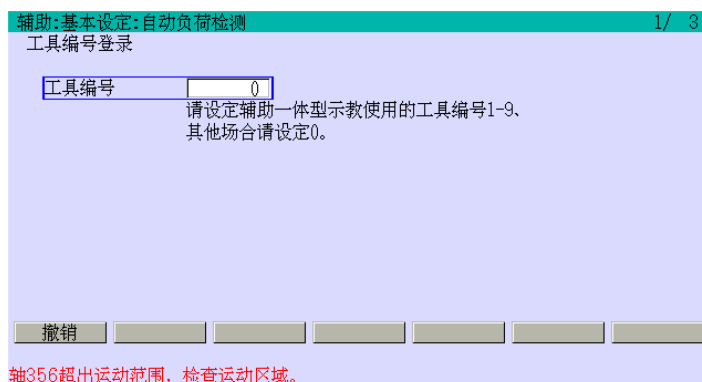 辅助:基本设定:自动负荷检测 1/ 3
工具编号登录
工具编号 0
请设定辅助一体型示教使用的工具编号1-9、
其他场合请设定0。
撤销
轴356超出运动范围，检查运动区域。